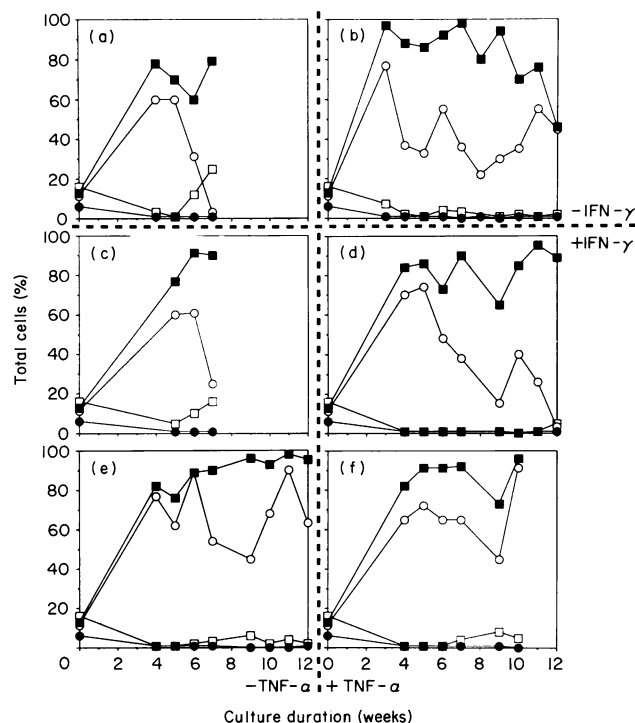 100
(a)
(b)
80
60
40
20
0
−IFN-γ
+IFN-γ
100
(c)
(d)
80
60
40
20
0
Total cells (%)
100
(e)
(f)
80
60
40
20
0 2 4 6 8 10 12 0 2 4 6 8 10 12
−TNF-α + TNF-α
Culture duration (weeks)